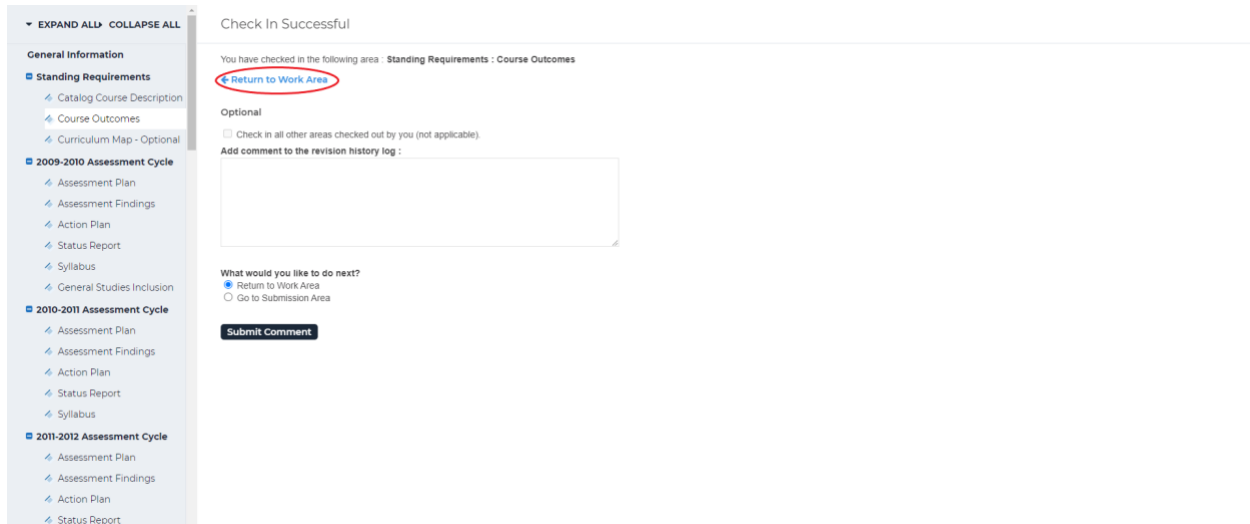 EXPAND ALL COLLAPSE ALL
General Information
Standing Requirements
Catalog Course Description
Course Outcomes
Curriculum Map - Optional
2009-2010 Assessment Cycle
Assessment Plan
Assessment Findings
Action Plan
Status Report
Syllabus
General Studies Inclusion
2010-2011 Assessment Cycle
Assessment Plan
Assessment Findings
Action Plan
Status Report
Syllabus
2011-2012 Assessment Cycle
Assessment Plan
Assessment Findings
Action Plan
Status Report
Check In Successful
You have checked in the following area : Standing Requirements : Course Outcomes
Return to Work Area
Optional
Check in all other areas checked out by you (not applicable).
Add comment to the revision history log :
What would you like to do next?
Return to Work Area
Go to Submission Area
Submit Comment